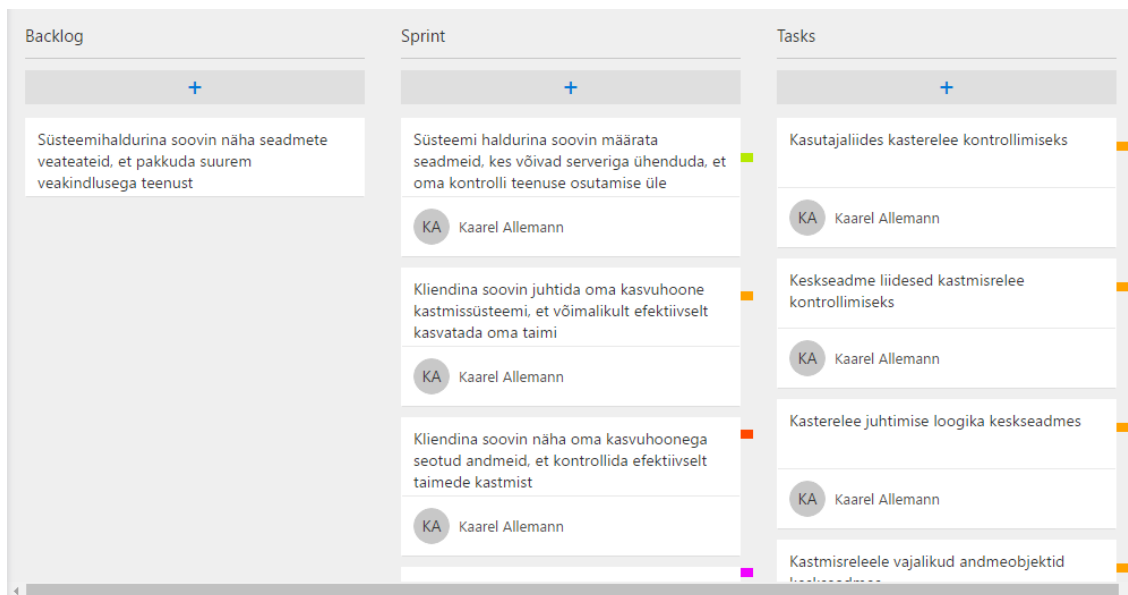 Backlog
+
Süsteemihaldurina soovin näha seadmete
veateateid, et pakkuda suurem
veakindlusega teenust
Sprint
+
Süsteemi haldurina soovin määrata
seadmeid, kes võivad serveriga ühenduda, et
oma kontrolli teenuse osutamise üle
KA Kaarel Allemann
Kliendina soovin juhtida oma kasvuhoone
kastmissüsteemi, et võimalikult efektiivselt
kasvatada oma taimi
KA Kaarel Allemann
Kliendina soovin näha oma kasvuhoonega
seotud andmeid, et kontrollida efektiivselt
taimede kastmist
KA Kaarel Allemann
Tasks
+
Kasutajaliides kasterelee kontrollimiseks
KA Kaarel Allemann
Keskseadme liidesed kastmisrelee
kontrollimiseks
KA Kaarel Allemann
Kasterelee juhtimise loogika keskseadmes
KA Kaarel Allemann
Kastmisreleele vajalikud andmeobjektid